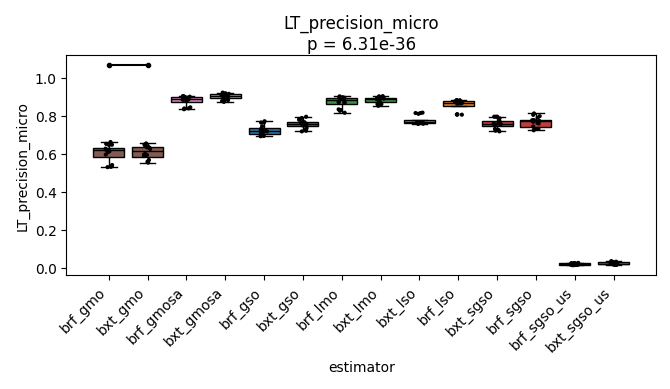 LT_precision_micro
p = 6.31e-36
LT_precision_micro
1.0
0.8
0.6
0.4
0.2
0.0
brf_gmo
bxt_gmo
brf_gmosa
bxt_gmosa
brf_gso
bxt_gso
brf_lmo
bxt_lmo
bxt_lso
brf_lso
bxt_sgso
brf_sgso
brf_sgso_us
bxt_sgso_us
estimator